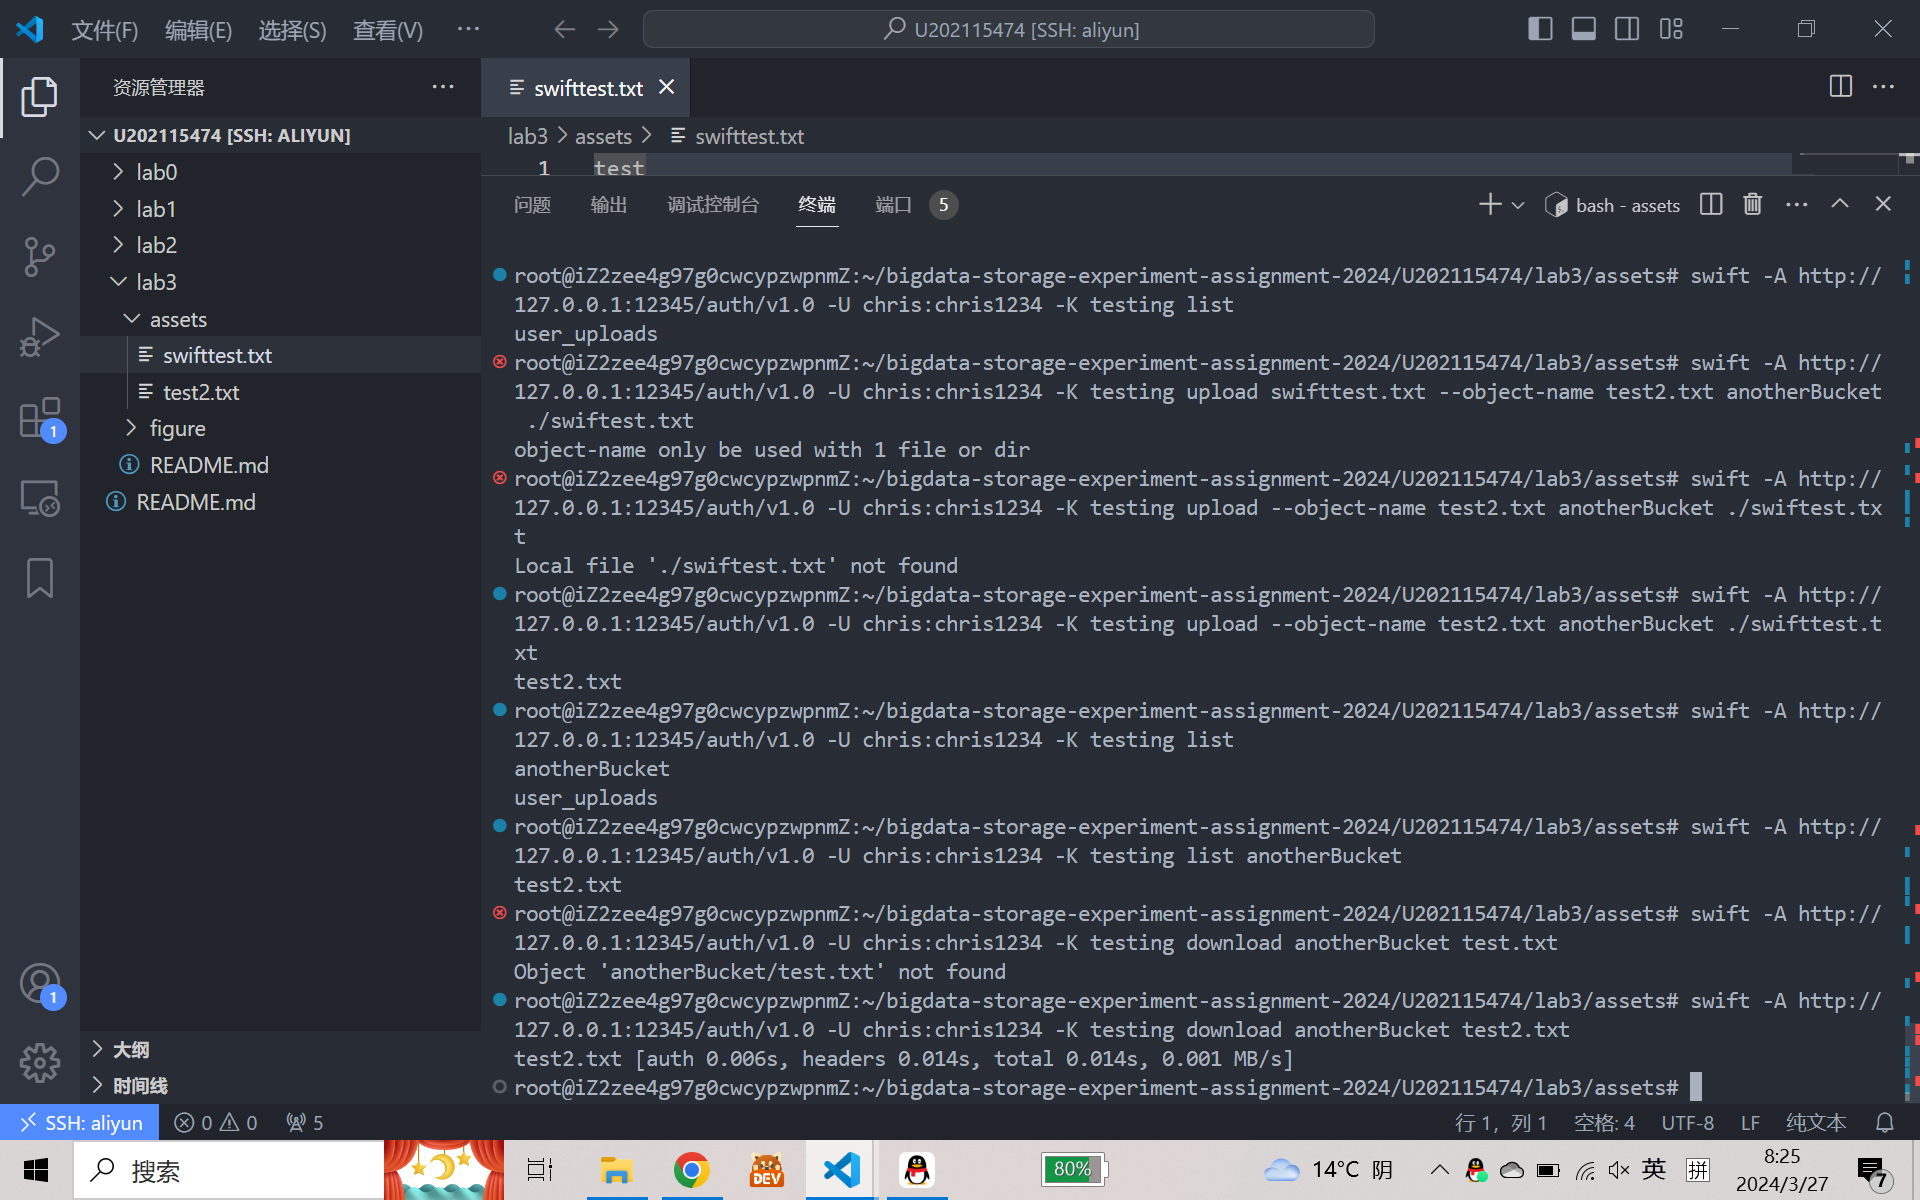 文件(F) 编辑(E) 选择(S) 查看(V) ··· U202115474 [SSH: aliyun]
资源管理器 ···
U202115474 [SSH: ALIYUN]
lab0
lab1
lab2
lab3
assets
swifttest.txt
test2.txt
figure
README.md
README.md
大纲
时间线
1
1
swifttest.txt
lab3 > assets > swifttest.txt
1 test
问题 输出 调试控制台 终端 端口 5 bash - assets
root@iZ2zee4g97g0cwcypzwpnmZ:~/bigdata-storage-experiment-assignment-2024/U202115474/lab3/assets# swift -A http://
127.0.0.1:12345/auth/v1.0 -U chris:chris1234 -K testing list
user_uploads
root@iZ2zee4g97g0cwcypzwpnmZ:~/bigdata-storage-experiment-assignment-2024/U202115474/lab3/assets# swift -A http://
127.0.0.1:12345/auth/v1.0 -U chris:chris1234 -K testing upload swifttest.txt --object-name test2.txt anotherBucket
./swiftest.txt
object-name only be used with 1 file or dir
root@iZ2zee4g97g0cwcypzwpnmZ:~/bigdata-storage-experiment-assignment-2024/U202115474/lab3/assets# swift -A http://
127.0.0.1:12345/auth/v1.0 -U chris:chris1234 -K testing upload --object-name test2.txt anotherBucket ./swiftest.tx
t
Local file './swiftest.txt' not found
root@iZ2zee4g97g0cwcypzwpnmZ:~/bigdata-storage-experiment-assignment-2024/U202115474/lab3/assets# swift -A http://
127.0.0.1:12345/auth/v1.0 -U chris:chris1234 -K testing upload --object-name test2.txt anotherBucket ./swifttest.t
xt
test2.txt
root@iZ2zee4g97g0cwcypzwpnmZ:~/bigdata-storage-experiment-assignment-2024/U202115474/lab3/assets# swift -A http://
127.0.0.1:12345/auth/v1.0 -U chris:chris1234 -K testing list
anotherBucket
user_uploads
root@iZ2zee4g97g0cwcypzwpnmZ:~/bigdata-storage-experiment-assignment-2024/U202115474/lab3/assets# swift -A http://
127.0.0.1:12345/auth/v1.0 -U chris:chris1234 -K testing list anotherBucket
test2.txt
root@iZ2zee4g97g0cwcypzwpnmZ:~/bigdata-storage-experiment-assignment-2024/U202115474/lab3/assets# swift -A http://
127.0.0.1:12345/auth/v1.0 -U chris:chris1234 -K testing download anotherBucket test.txt
Object 'anotherBucket/test.txt' not found
root@iZ2zee4g97g0cwcypzwpnmZ:~/bigdata-storage-experiment-assignment-2024/U202115474/lab3/assets# swift -A http://
127.0.0.1:12345/auth/v1.0 -U chris:chris1234 -K testing download anotherBucket test2.txt
test2.txt [auth 0.006s, headers 0.014s, total 0.014s, 0.001 MB/s]
root@iZ2zee4g97g0cwcypzwpnmZ:~/bigdata-storage-experiment-assignment-2024/U202115474/lab3/assets#
SSH: aliyun 0 0 5 行 1，列 1 空格: 4 UTF-8 LF 纯文本
搜索 DEV 80% 14°C 阴 英 拼 8:25
2024/3/27 7